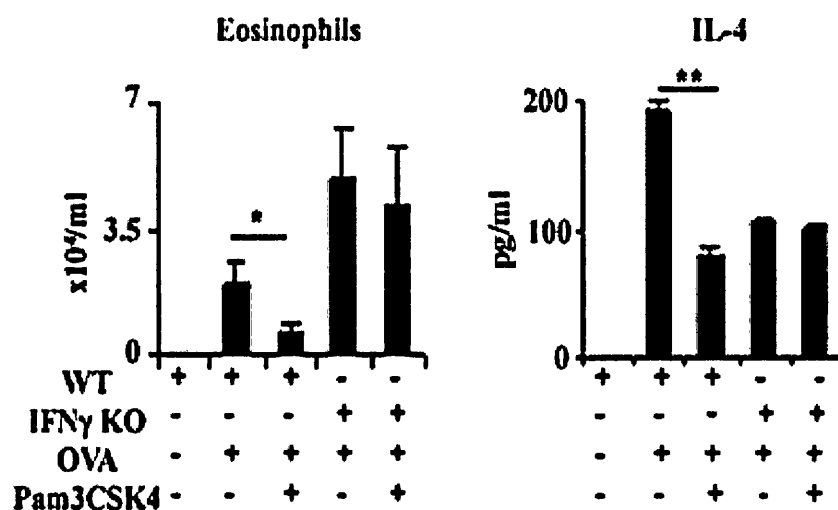 Eosinophils
IL-4
** 
7
200
*
3.5
100
x10⁴/ml
pg/ml
0
0
WT + + + - - + + + - -
IFNγ KO - - - + + - - - + +
OVA - + + + + - + + + +
Pam3CSK4 - - + - + - - + - +